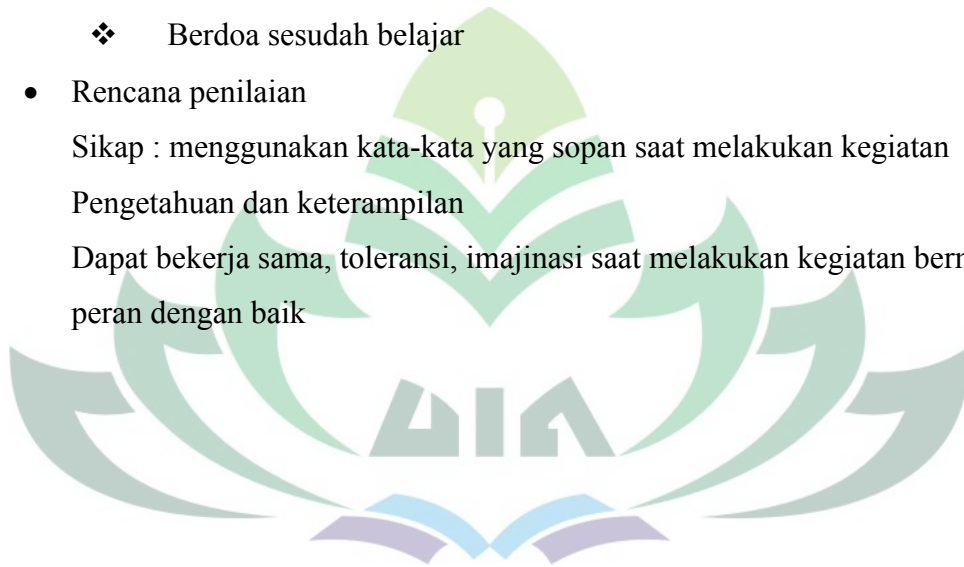 ❖ Berdoa sesudah belajar
• Rencana penilaian
Sikap : menggunakan kata-kata yang sopan saat melakukan kegiatan
Pengetahuan dan keterampilan
Dapat bekerja sama, toleransi, imajinasi saat melakukan kegiatan
peran dengan baik
UIN